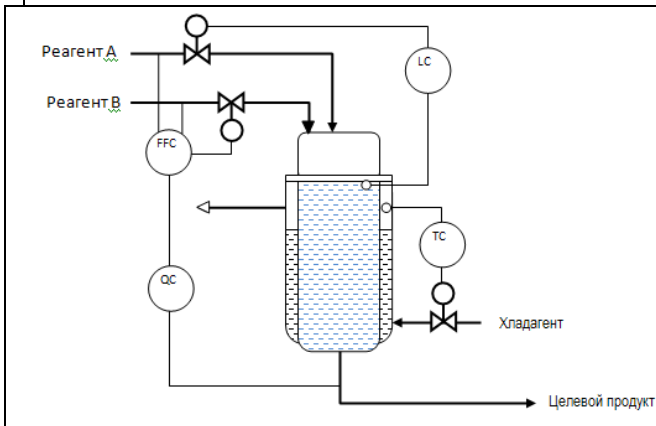 Реагент А
LC
Реагент В
FFC
TC
QC
Хладагент
Целевой продукт